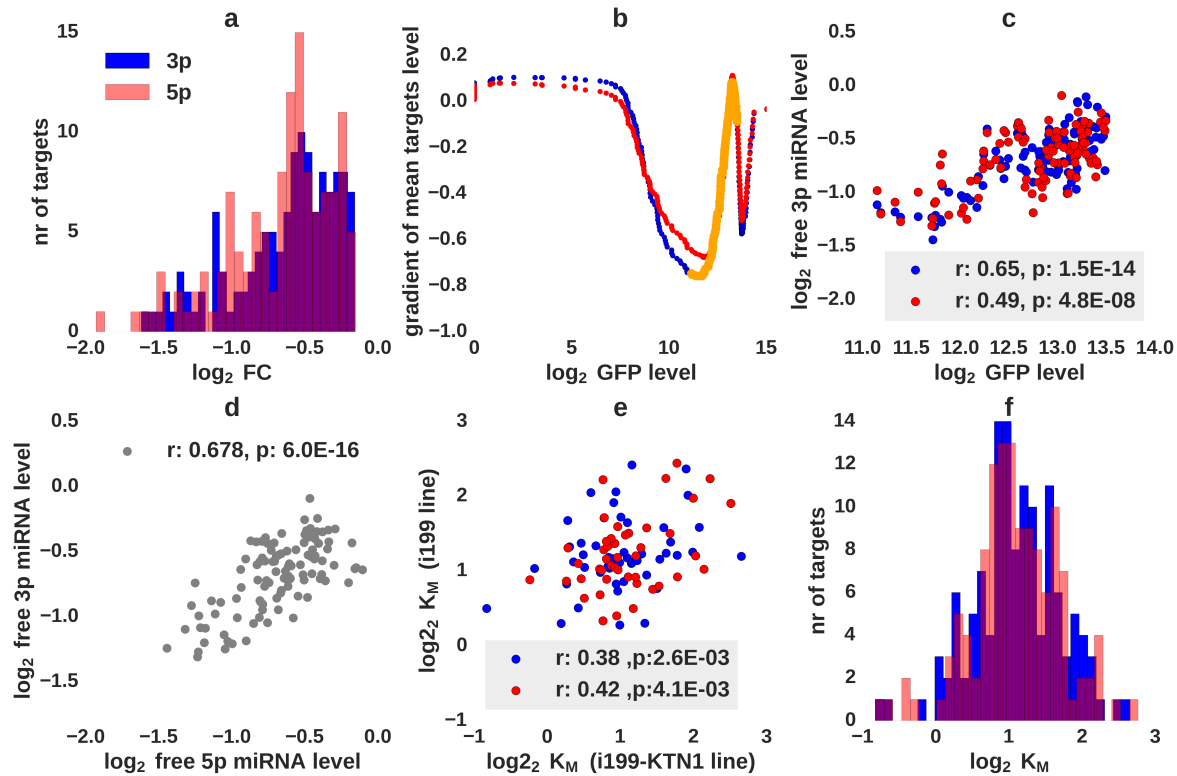 a
15
10
5
0
nr of targets
3p
5p
−2.0 −1.5 −1.0 −0.5 0.0
log2 FC
b
0.2
0.0
−0.2
−0.4
−0.6
−0.8
−1.0
gradient of mean targets level
0 5 10 15
log2 GFP level
c
0.5
0.0
−0.5
−1.0
−1.5
−2.0
log2 free 3p miRNA level
r: 0.65, p: 1.5E-14
r: 0.49, p: 4.8E-08
11.0 11.5 12.0 12.5 13.0 13.5 14.0
log2 GFP level
d
0.5
0.0
−0.5
−1.0
−1.5
log2 free 3p miRNA level
r: 0.678, p: 6.0E-16
−2.0 −1.5 −1.0 −0.5 0.0
log2 free 5p miRNA level
e
3
2
1
0
−1
log2₂ KM (i199 line)
r: 0.38 ,p:2.6E-03
r: 0.42 ,p:4.1E-03
−1 0 1 2 3
log2₂ KM (i199-KTN1 line)
f
14
12
10
8
6
4
2
0
nr of targets
−1 0 1 2 3
log2 KM